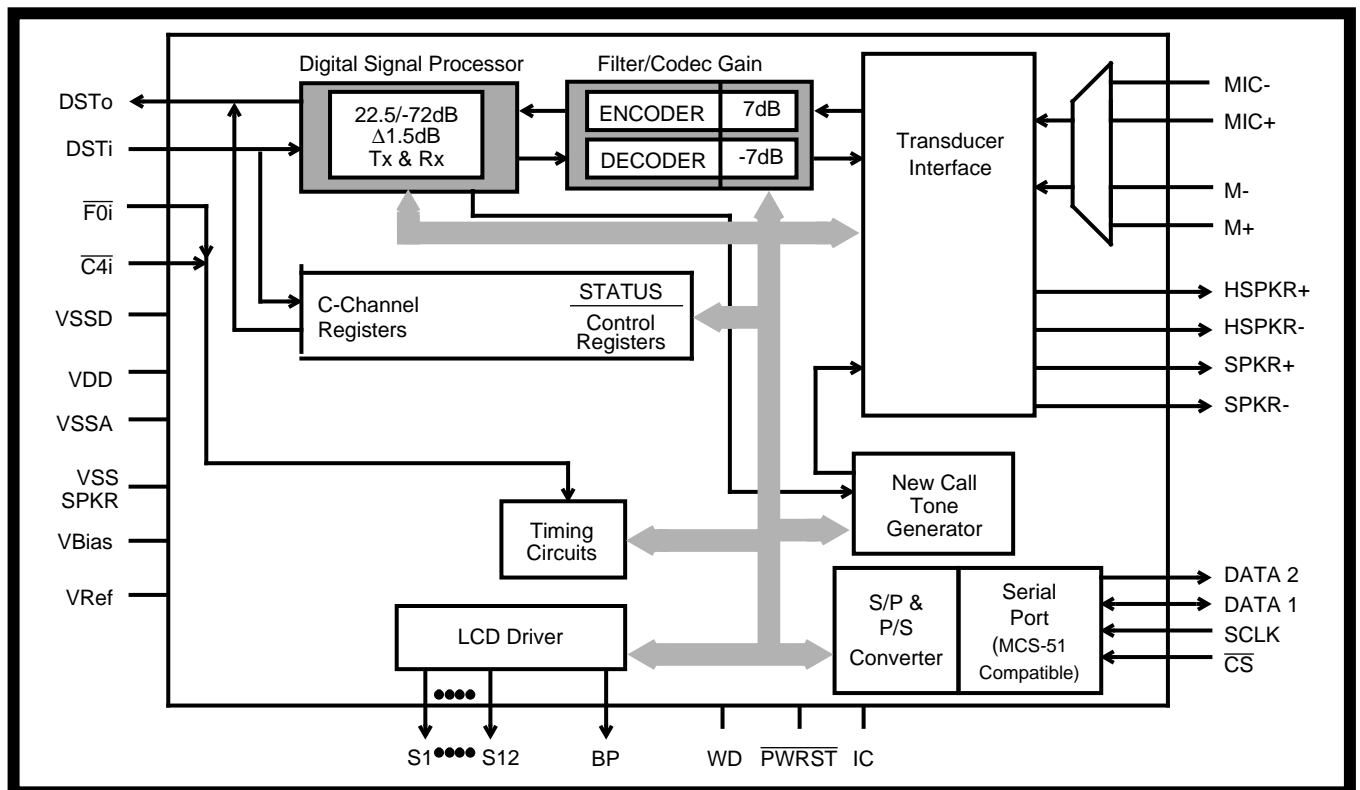 Digital Signal Processor
Filter/Codec Gain
DSTo
DSTi
F0i
C4i
VSSD
VDD
VSSA
VSS
SPKR
VBias
VRef
22.5/-72dB
Δ1.5dB
Tx & Rx
ENCODER
7dB
DECODER
-7dB
Transducer
Interface
MIC-
MIC+
M-
M+
HSPKR+
HSPKR-
SPKR+
SPKR-
C-Channel
Registers
STATUS
Control
Registers
New Call
Tone
Generator
Timing
Circuits
LCD Driver
S/P &
P/S
Converter
Serial
Port
(MCS-51
Compatible)
DATA 2
DATA 1
SCLK
CS
S1
S12
BP
WD
PWRST
IC